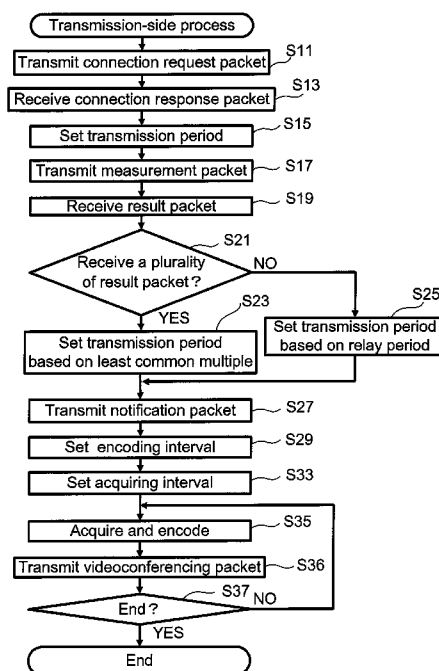 Transmission-side process
Transmit connection request packet
S11
Receive connection response packet
S13
Set transmission period
S15
Transmit measurement packet
S17
Receive result packet
S19
S21
Receive a plurality
of result packet?
NO
YES
S23
Set transmission period
based on least common multiple
S25
Set transmission period
based on relay period
Transmit notification packet
S27
Set encoding interval
S29
Set acquiring interval
S33
Acquire and encode
S35
Transmit videoconferencing packet
S36
S37
End?
NO
YES
End